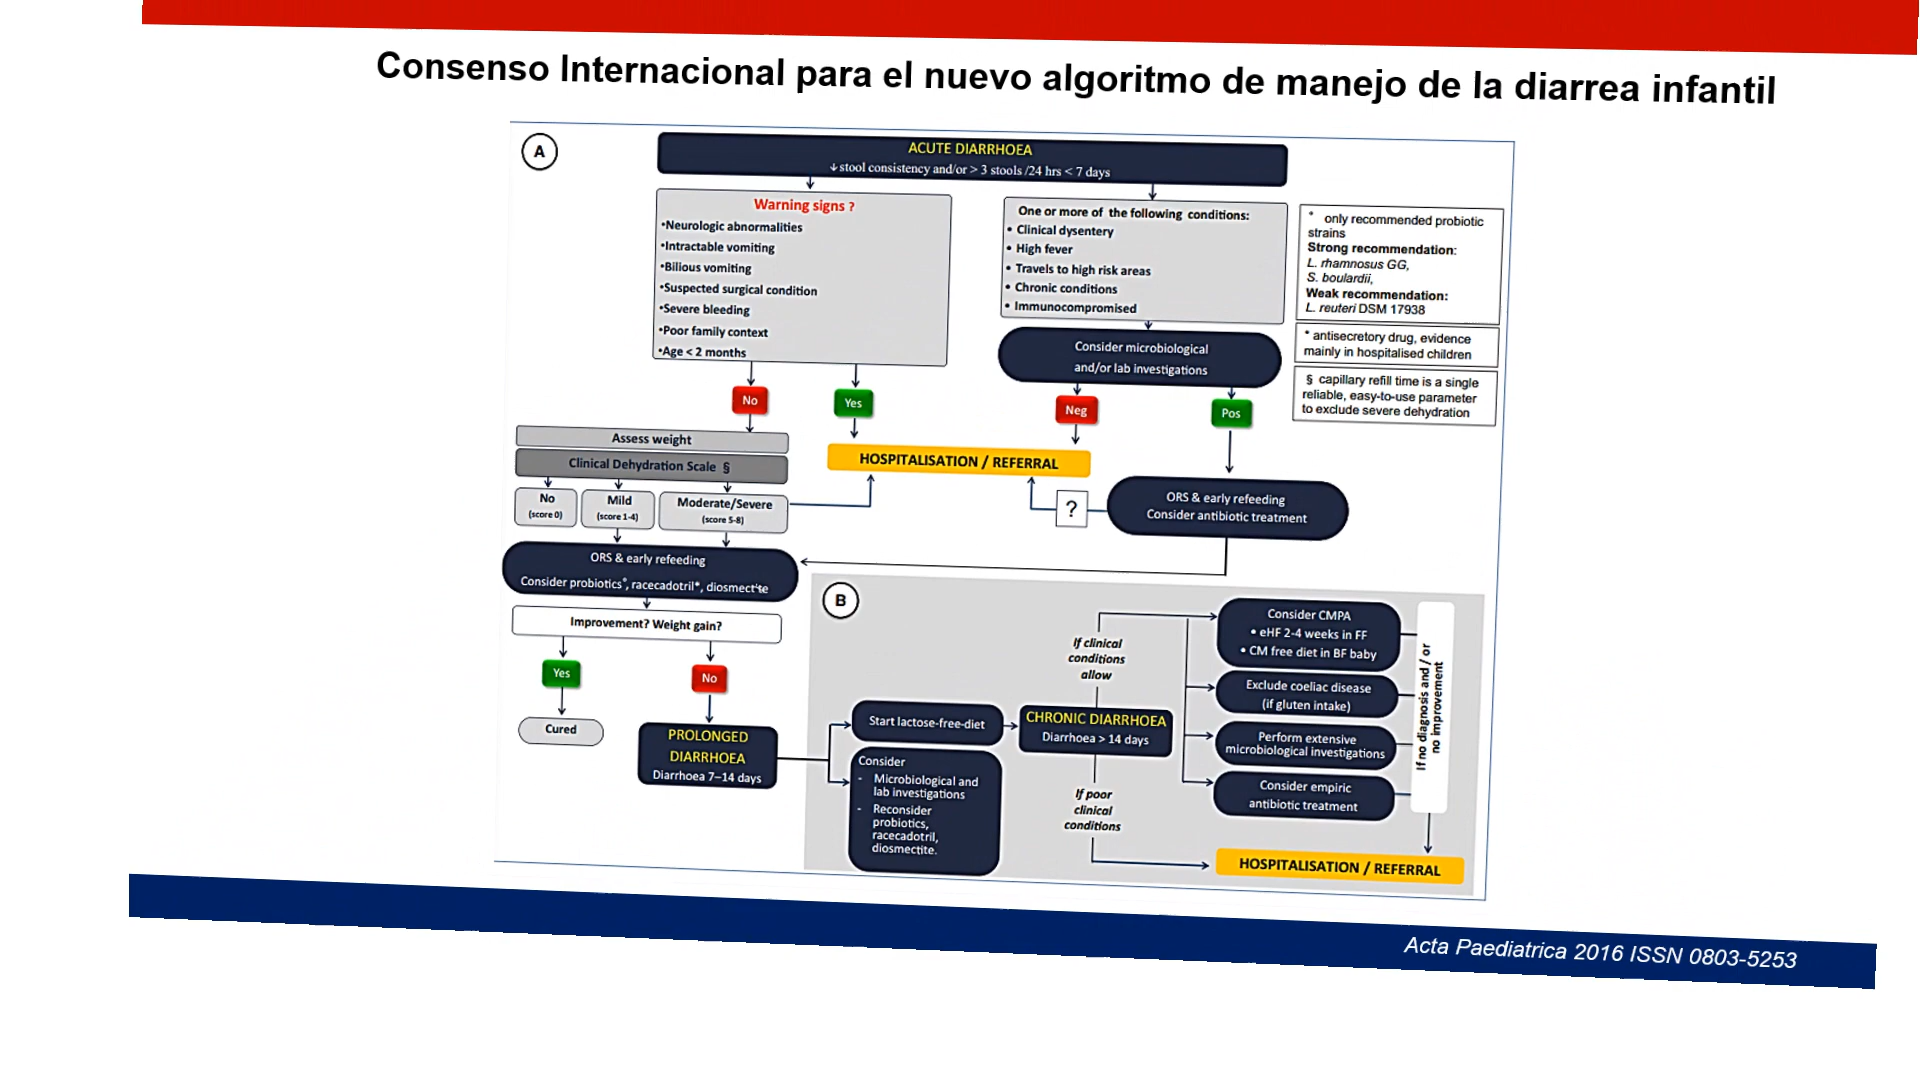 Consenso Internacional para el nuevo algoritmo de manejo de la diarrea infantil
A
ACUTE DIARRHOEA
↓stool consistency and/or > 3 stools /24 hrs < 7 days
Warning signs ?
•Neurologic abnormalities
•Intractable vomiting
•Bilious vomiting
•Suspected surgical condition
•Severe bleeding
•Poor family context
•Age < 2 months
One or more of the following conditions:
• Clinical dysentery
• High fever
• Travels to high risk areas
• Chronic conditions
• Immunocompromised
° only recommended probiotic
strains
Strong recommendation:
L. rhamnosus GG,
S. boulardii,
Weak recommendation:
L. reuteri DSM 17938
* antisecretory drug, evidence
mainly in hospitalised children
§ capillary refill time is a single
reliable, easy-to-use parameter
to exclude severe dehydration
Consider microbiological
and/or lab investigations
No
Yes
Neg
Pos
Assess weight
Clinical Dehydration Scale §
HOSPITALISATION / REFERRAL
No
(score 0)
Mild
(score 1-4)
Moderate/Severe
(score 5-8)
?
ORS & early refeeding
Consider antibiotic treatment
ORS & early refeeding
Consider probiotics°, racecadotril*, diosmectite
Improvement? Weight gain?
Yes
No
Cured
PROLONGED
DIARRHOEA
Diarrhoea 7–14 days
B
Start lactose-free-diet
Consider
- Microbiological and
lab investigations
- Reconsider
probiotics,
racecadotril,
diosmectite.
CHRONIC DIARRHOEA
Diarrhoea > 14 days
If clinical
conditions
allow
If poor
clinical
conditions
Consider CMPA
• eHF 2-4 weeks in FF
• CM free diet in BF baby
Exclude coeliac disease
(if gluten intake)
Perform extensive
microbiological investigations
Consider empiric
antibiotic treatment
If no diagnosis and / or
no improvement
HOSPITALISATION / REFERRAL
Acta Paediatrica 2016 ISSN 0803-5253